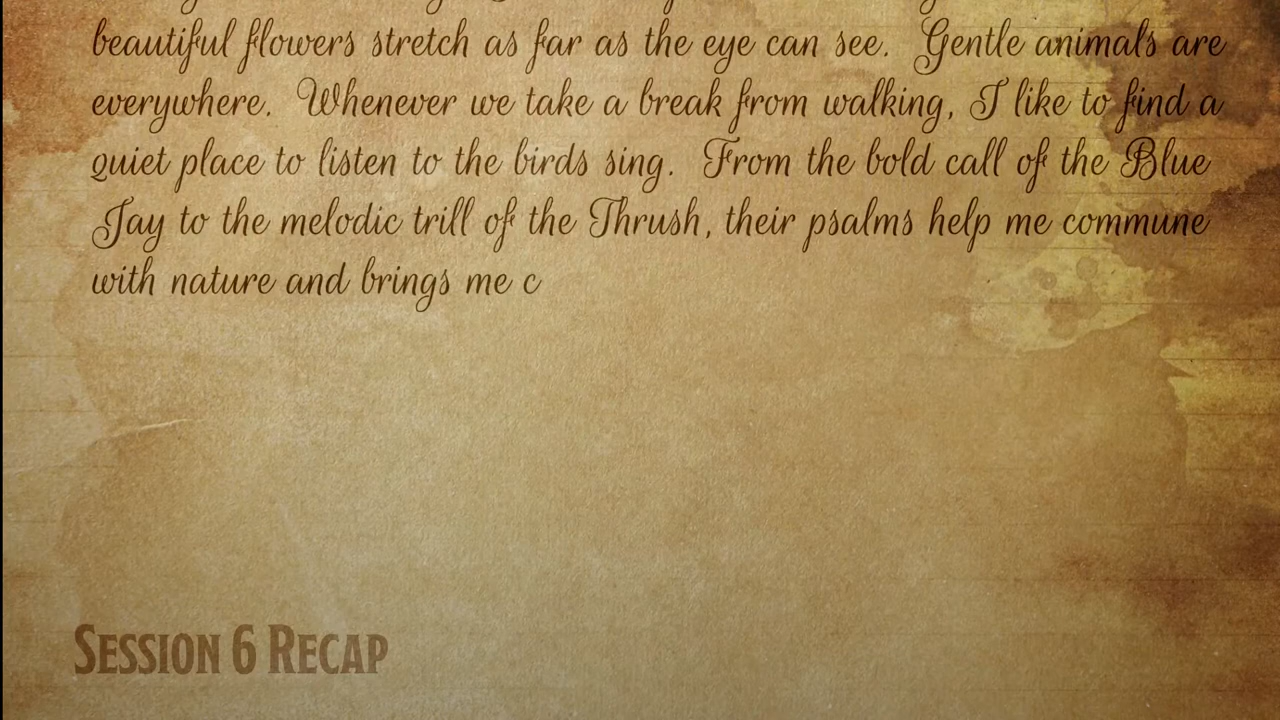 beautiful flowers stretch as far as the eye can see. Gentle animals are
everywhere. Whenever we take a break from walking, I like to find a
quiet place to listen to the birds sing. From the bold call of the Blue
Jay to the melodic trill of the Thrush, their psalms help me commune
with nature and brings me c
SESSION 6 RECAP